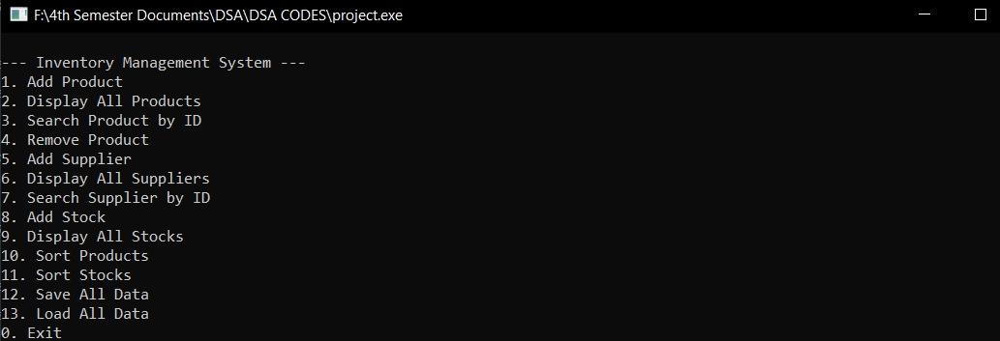 F:\4th Semester Documents\DSA\DSA CODES\project.exe
--- Inventory Management System ---
1. Add Product
2. Display All Products
3. Search Product by ID
4. Remove Product
5. Add Supplier
6. Display All Suppliers
7. Search Supplier by ID
8. Add Stock
9. Display All Stocks
10. Sort Products
11. Sort Stocks
12. Save All Data
13. Load All Data
0. Exit